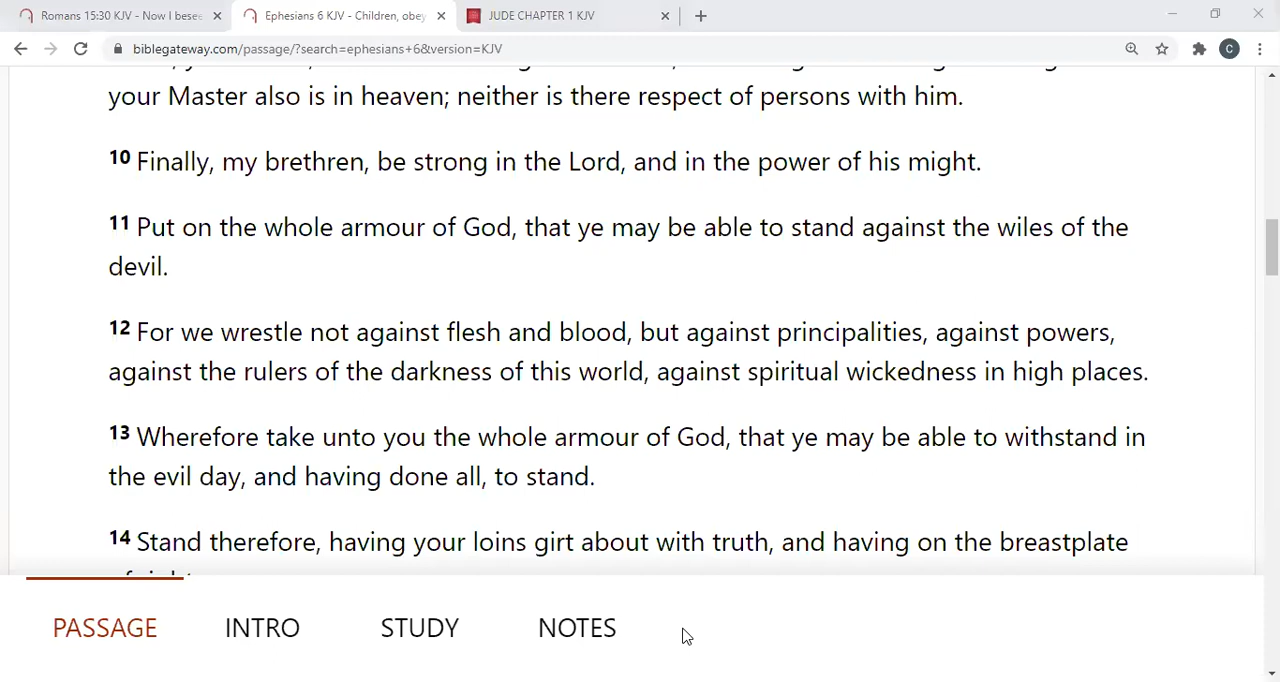 Romans 15:30 KJV - Now I besee
Ephesians 6 KJV - Children, obey
JUDE CHAPTER 1 KJV
biblegateway.com/passage/?search=ephesians+6&version=KJV
C
your Master also is in heaven; neither is there respect of persons with him.
10 Finally, my brethren, be strong in the Lord, and in the power of his might.
11 Put on the whole armour of God, that ye may be able to stand against the wiles of the
devil.
12 For we wrestle not against flesh and blood, but against principalities, against powers,
against the rulers of the darkness of this world, against spiritual wickedness in high places.
13 Wherefore take unto you the whole armour of God, that ye may be able to withstand in
the evil day, and having done all, to stand.
14 Stand therefore, having your loins girt about with truth, and having on the breastplate
PASSAGE INTRO STUDY NOTES